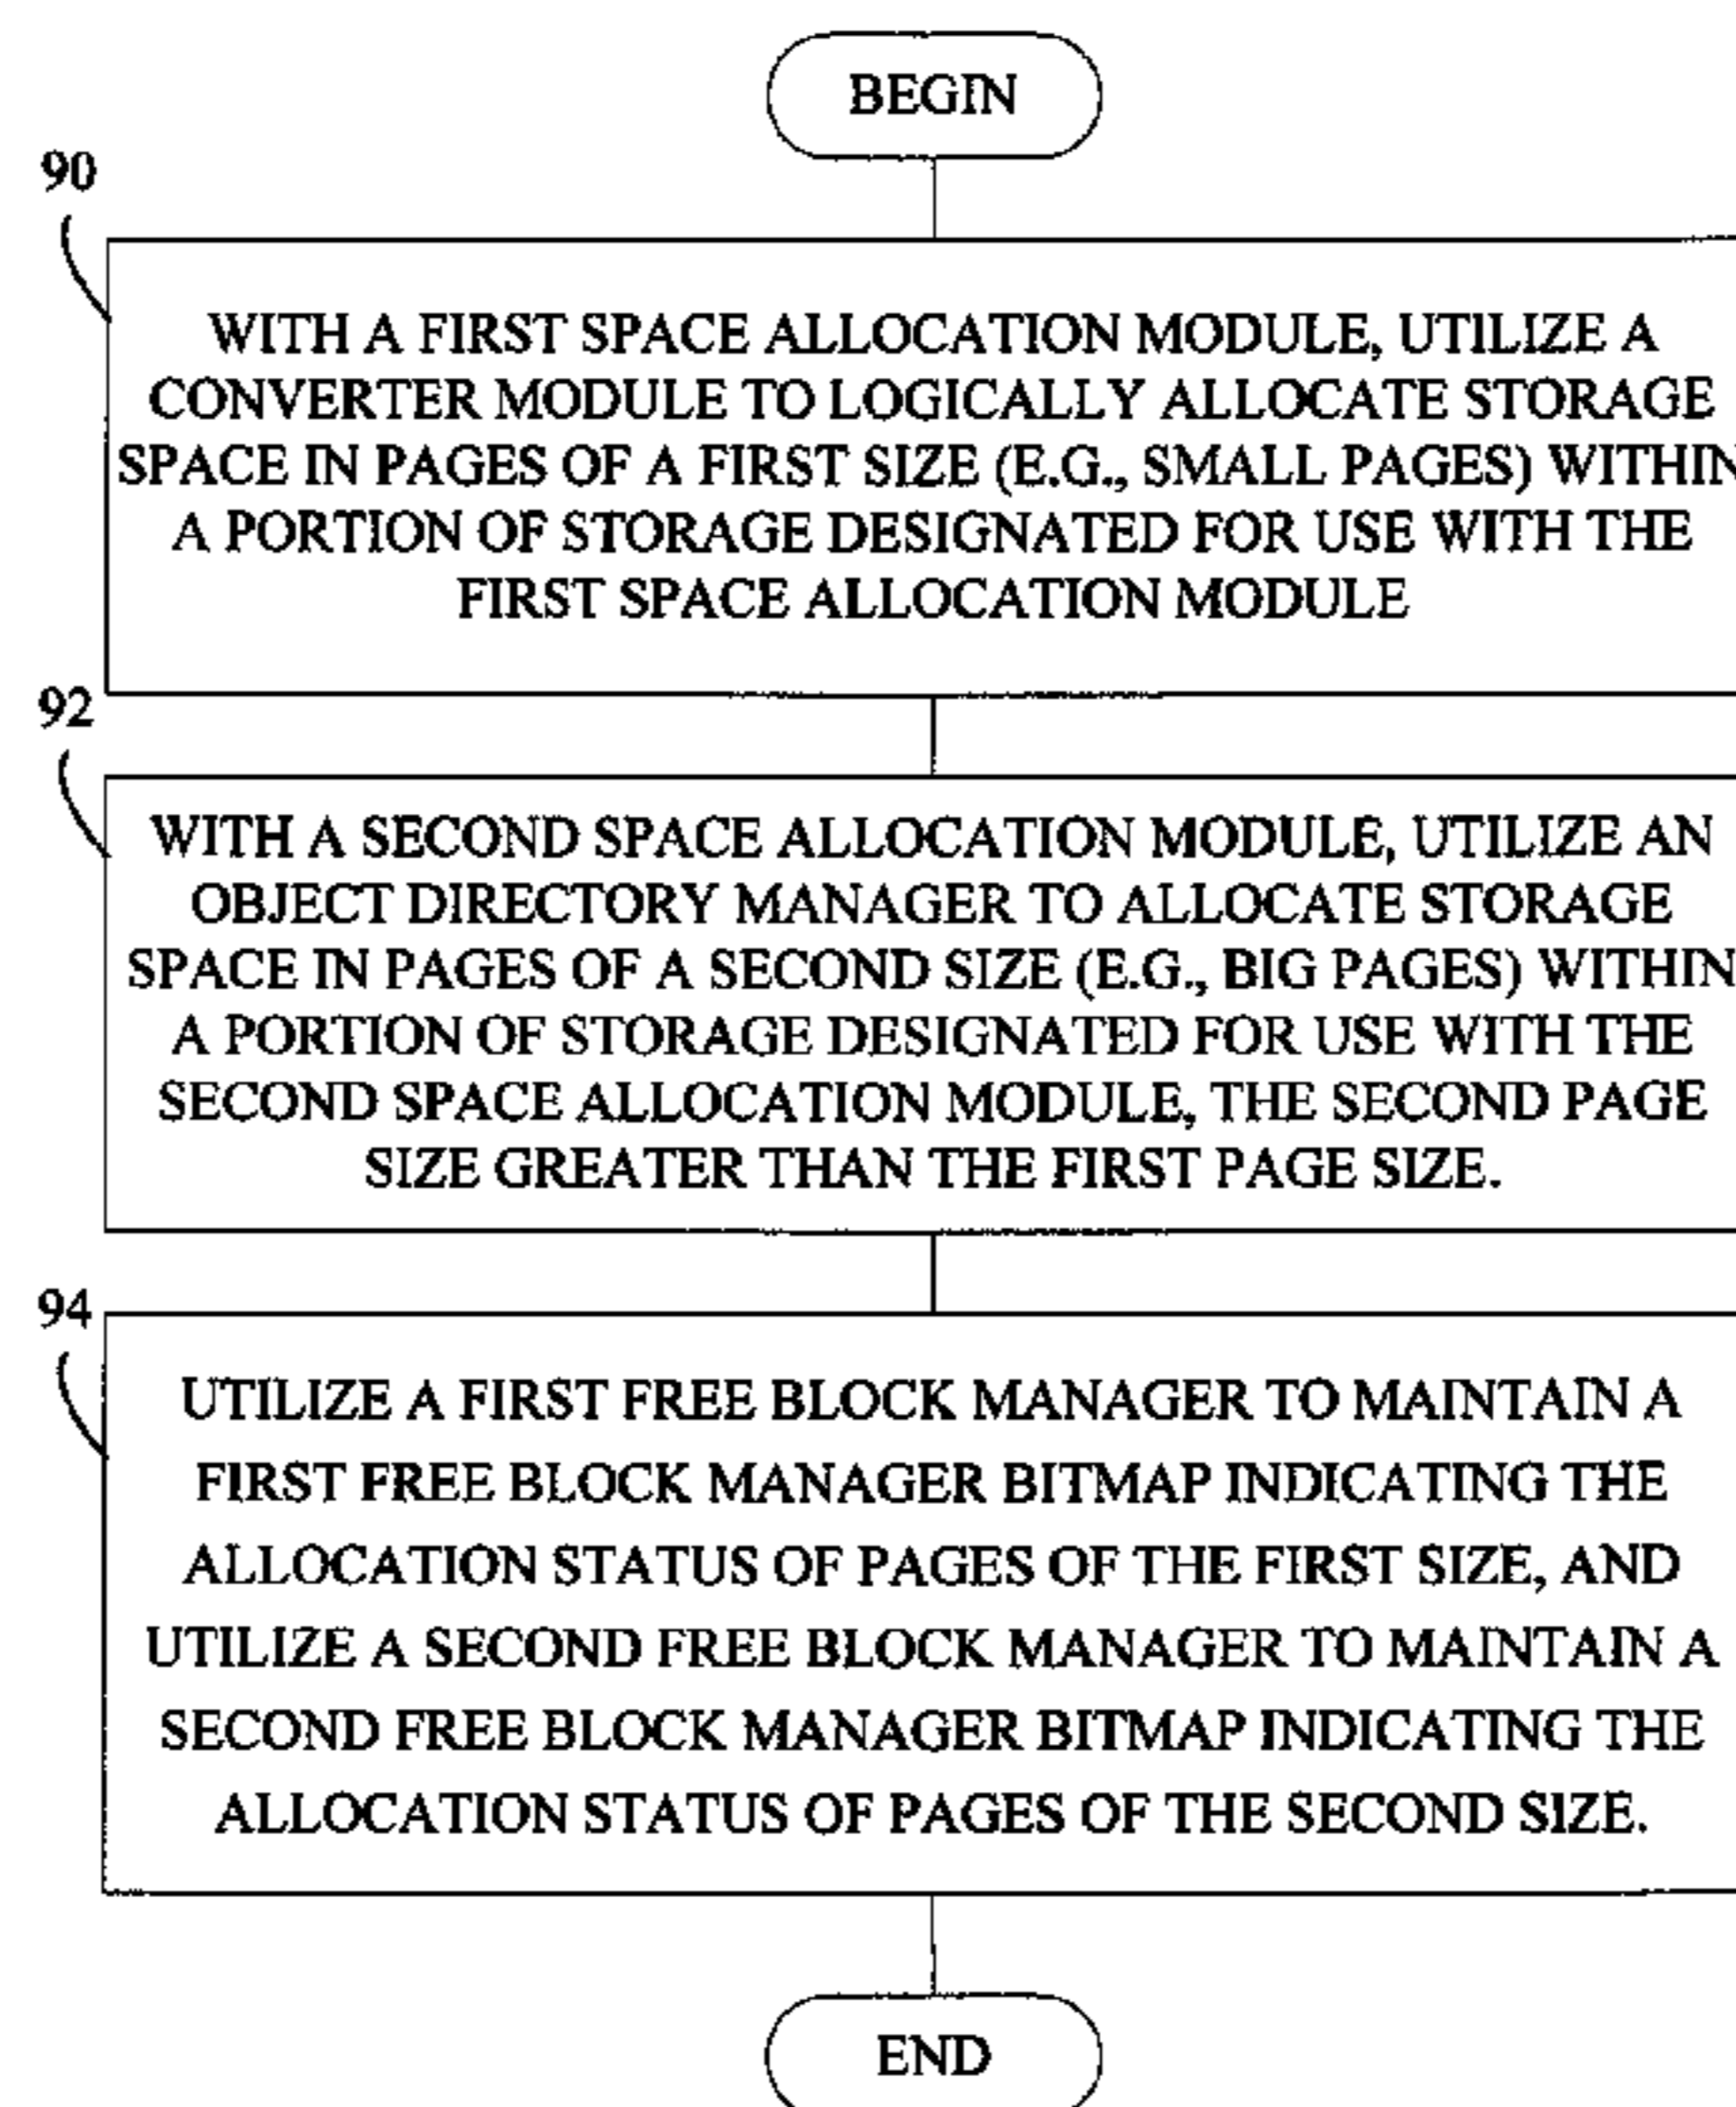 BEGIN
90
WITH A FIRST SPACE ALLOCATION MODULE, UTILIZE A
CONVERTER MODULE TO LOGICALLY ALLOCATE STORAGE
SPACE IN PAGES OF A FIRST SIZE (E.G., SMALL PAGES) WITHIN
A PORTION OF STORAGE DESIGNATED FOR USE WITH THE
FIRST SPACE ALLOCATION MODULE
92
WITH A SECOND SPACE ALLOCATION MODULE, UTILIZE AN
OBJECT DIRECTORY MANAGER TO ALLOCATE STORAGE
SPACE IN PAGES OF A SECOND SIZE (E.G., BIG PAGES) WITHIN
A PORTION OF STORAGE DESIGNATED FOR USE WITH THE
SECOND SPACE ALLOCATION MODULE, THE SECOND PAGE
SIZE GREATER THAN THE FIRST PAGE SIZE.
94
UTILIZE A FIRST FREE BLOCK MANAGER TO MAINTAIN A
FIRST FREE BLOCK MANAGER BITMAP INDICATING THE
ALLOCATION STATUS OF PAGES OF THE FIRST SIZE, AND
UTILIZE A SECOND FREE BLOCK MANAGER TO MAINTAIN A
SECOND FREE BLOCK MANAGER BITMAP INDICATING THE
ALLOCATION STATUS OF PAGES OF THE SECOND SIZE.
END